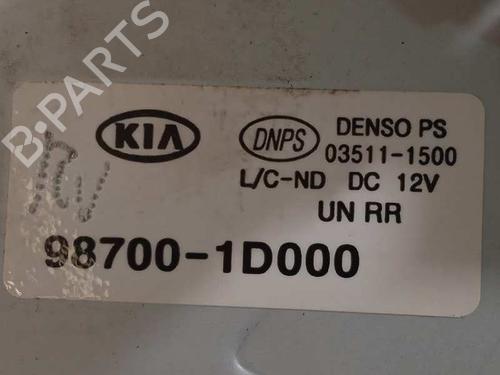 B·PARTS
KIA
DNPS
DENSO PS
03511-1500
L/C-ND DC 12V
UN RR
98700-1D000